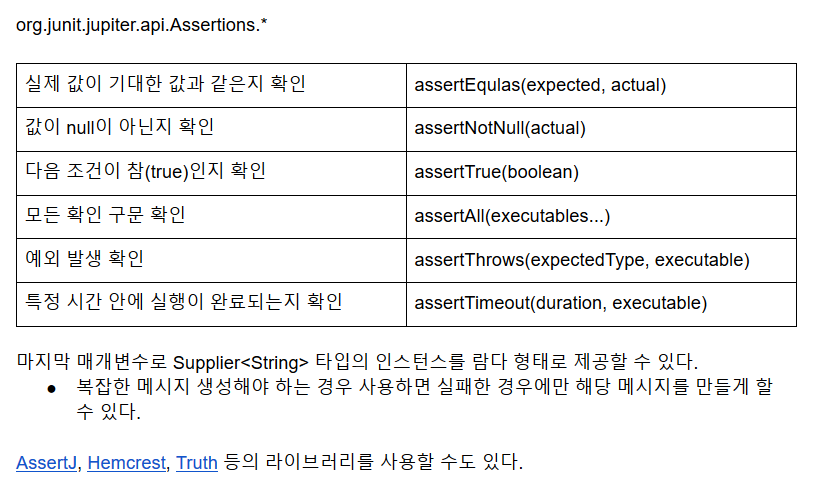 org.junit.jupiter.api.Assertions.*
실제 값이 기대한 값과 같은지 확인 assertEqulas(expected, actual)
값이 null이 아닌지 확인 assertNotNull(actual)
다음 조건이 참(true)인지 확인 assertTrue(boolean)
모든 확인 구문 확인 assertAll(executables...)
예외 발생 확인 assertThrows(expectedType, executable)
특정 시간 안에 실행이 완료되는지 확인 assertTimeout(duration, executable)
마지막 매개변수로 Supplier<String> 타입의 인스턴스를 람다 형태로 제공할 수 있다.
● 복잡한 메시지 생성해야 하는 경우 사용하면 실패한 경우에만 해당 메시지를 만들게 할
수 있다.
AssertJ, Hemcrest, Truth 등의 라이브러리를 사용할 수도 있다.